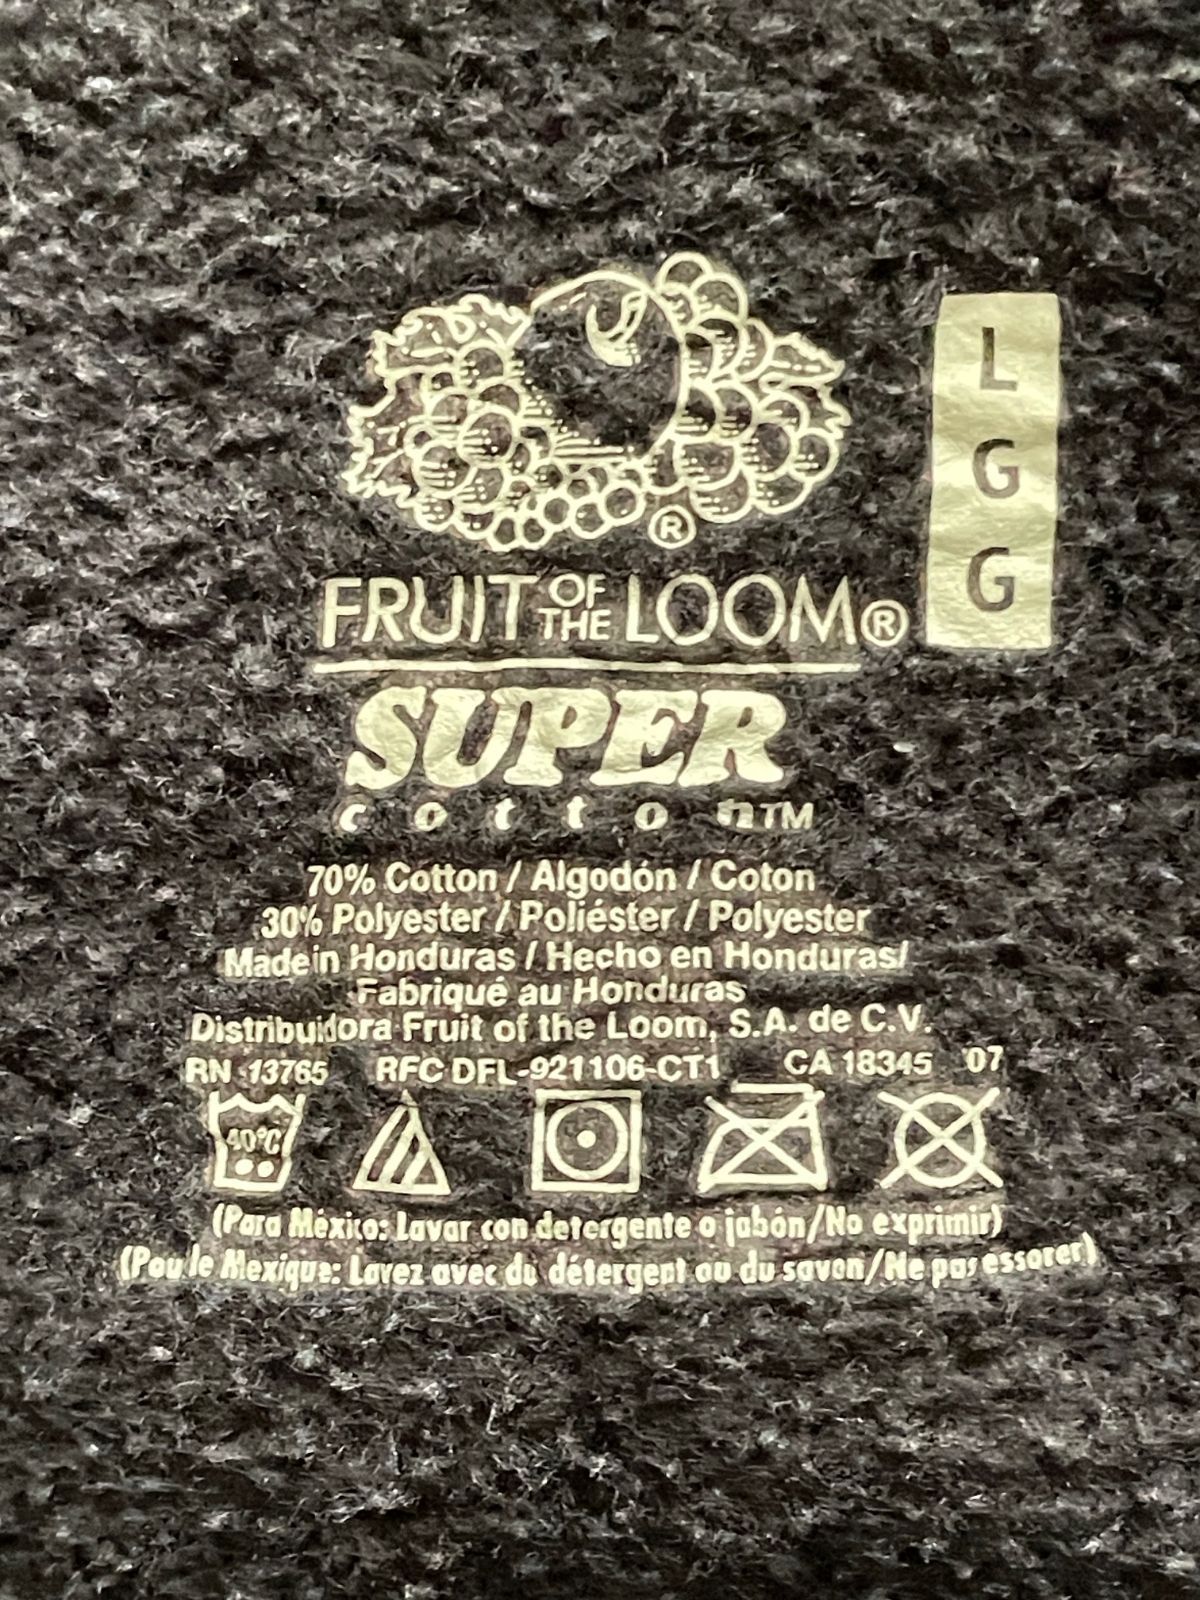 ®
FRUIT OF THE LOOM®
L
G
G
SUPER
cotton™
70% Cotton / Algodón / Coton
30% Polyester / Poliéster / Polyester
Made in Honduras / Hecho en Honduras/
Fabriqué au Honduras
Distribuidora Fruit of the Loom, S.A. de C.V.
RN 13765 RFC DFL-921106-CT1 CA 18345 '07
40°C
(Para México: Lavar con detergente o jabón/No exprimir)
(Pou le Mexique: Lavez avec du détergent ou du savon/Ne pas essorer)